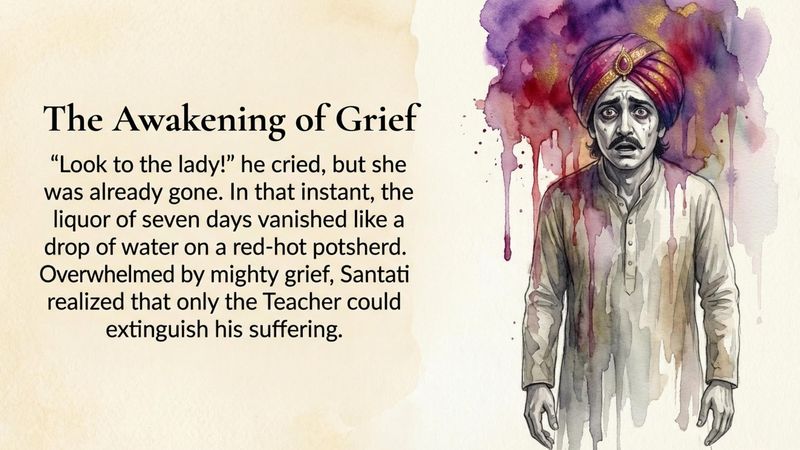 The Awakening of Grief
“Look to the lady!” he cried, but she
was already gone. In that instant, the
liquor of seven days vanished like a
drop of water on a red-hot potsherd.
Overwhelmed by mighty grief, Santati
realized that only the Teacher could
extinguish his suffering.